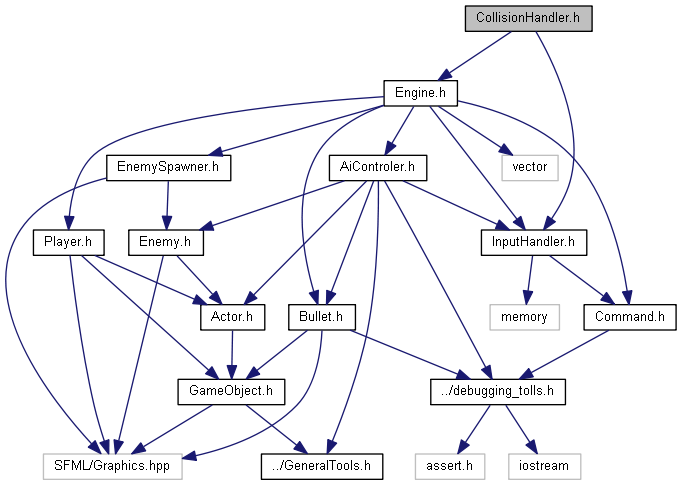 CollisionHandler.h
Engine.h
EnemySpawner.h
AiControler.h
vector
Player.h
Enemy.h
InputHandler.h
Actor.h
Bullet.h
memory
Command.h
GameObject.h
../debugging_tolls.h
SFML/Graphics.hpp
../GeneralTools.h
assert.h
iostream